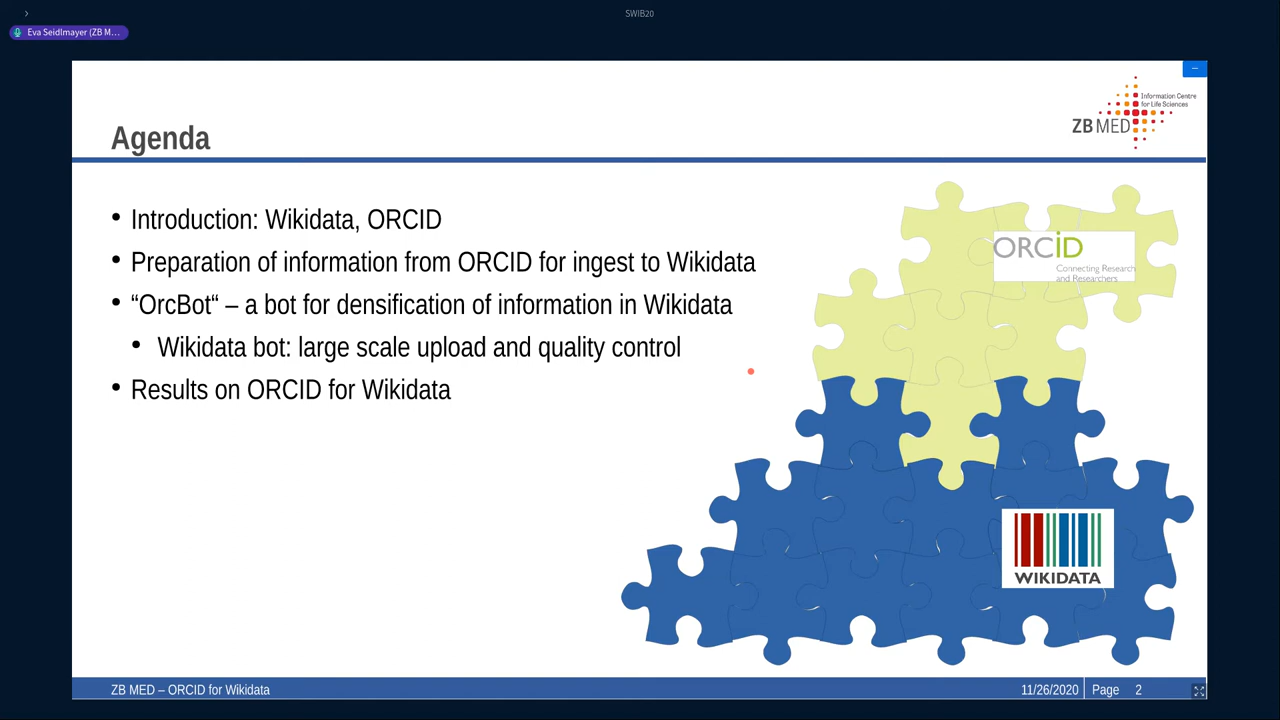 SWIB20
Eva Seidlmayer (ZB M...
Information Centre
for Life Sciences
ZB MED
Agenda
• Introduction: Wikidata, ORCID
• Preparation of information from ORCID for ingest to Wikidata
• “OrcBot“ – a bot for densification of information in Wikidata
• Wikidata bot: large scale upload and quality control
• Results on ORCID for Wikidata
ORCiD
Connecting Research
and Researchers
WIKIDATA
ZB MED – ORCID for Wikidata
11/26/2020 Page 2